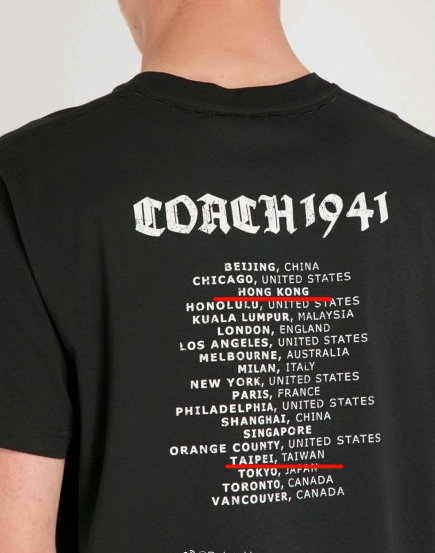 COACH 1941
BEIJING, CHINA
CHICAGO, UNITED STATES
HONG KONG
HONOLULU, UNITED STATES
KUALA LUMPUR, MALAYSIA
LONDON, ENGLAND
LOS ANGELES, UNITED STATES
MELBOURNE, AUSTRALIA
MILAN, ITALY
NEW YORK, UNITED STATES
PARIS, FRANCE
PHILADELPHIA, UNITED STATES
SHANGHAI, CHINA
SINGAPORE
ORANGE COUNTY, UNITED STATES
TAIPEI, TAIWAN
TOKYO, JAPAN
TORONTO, CANADA
VANCOUVER, CANADA